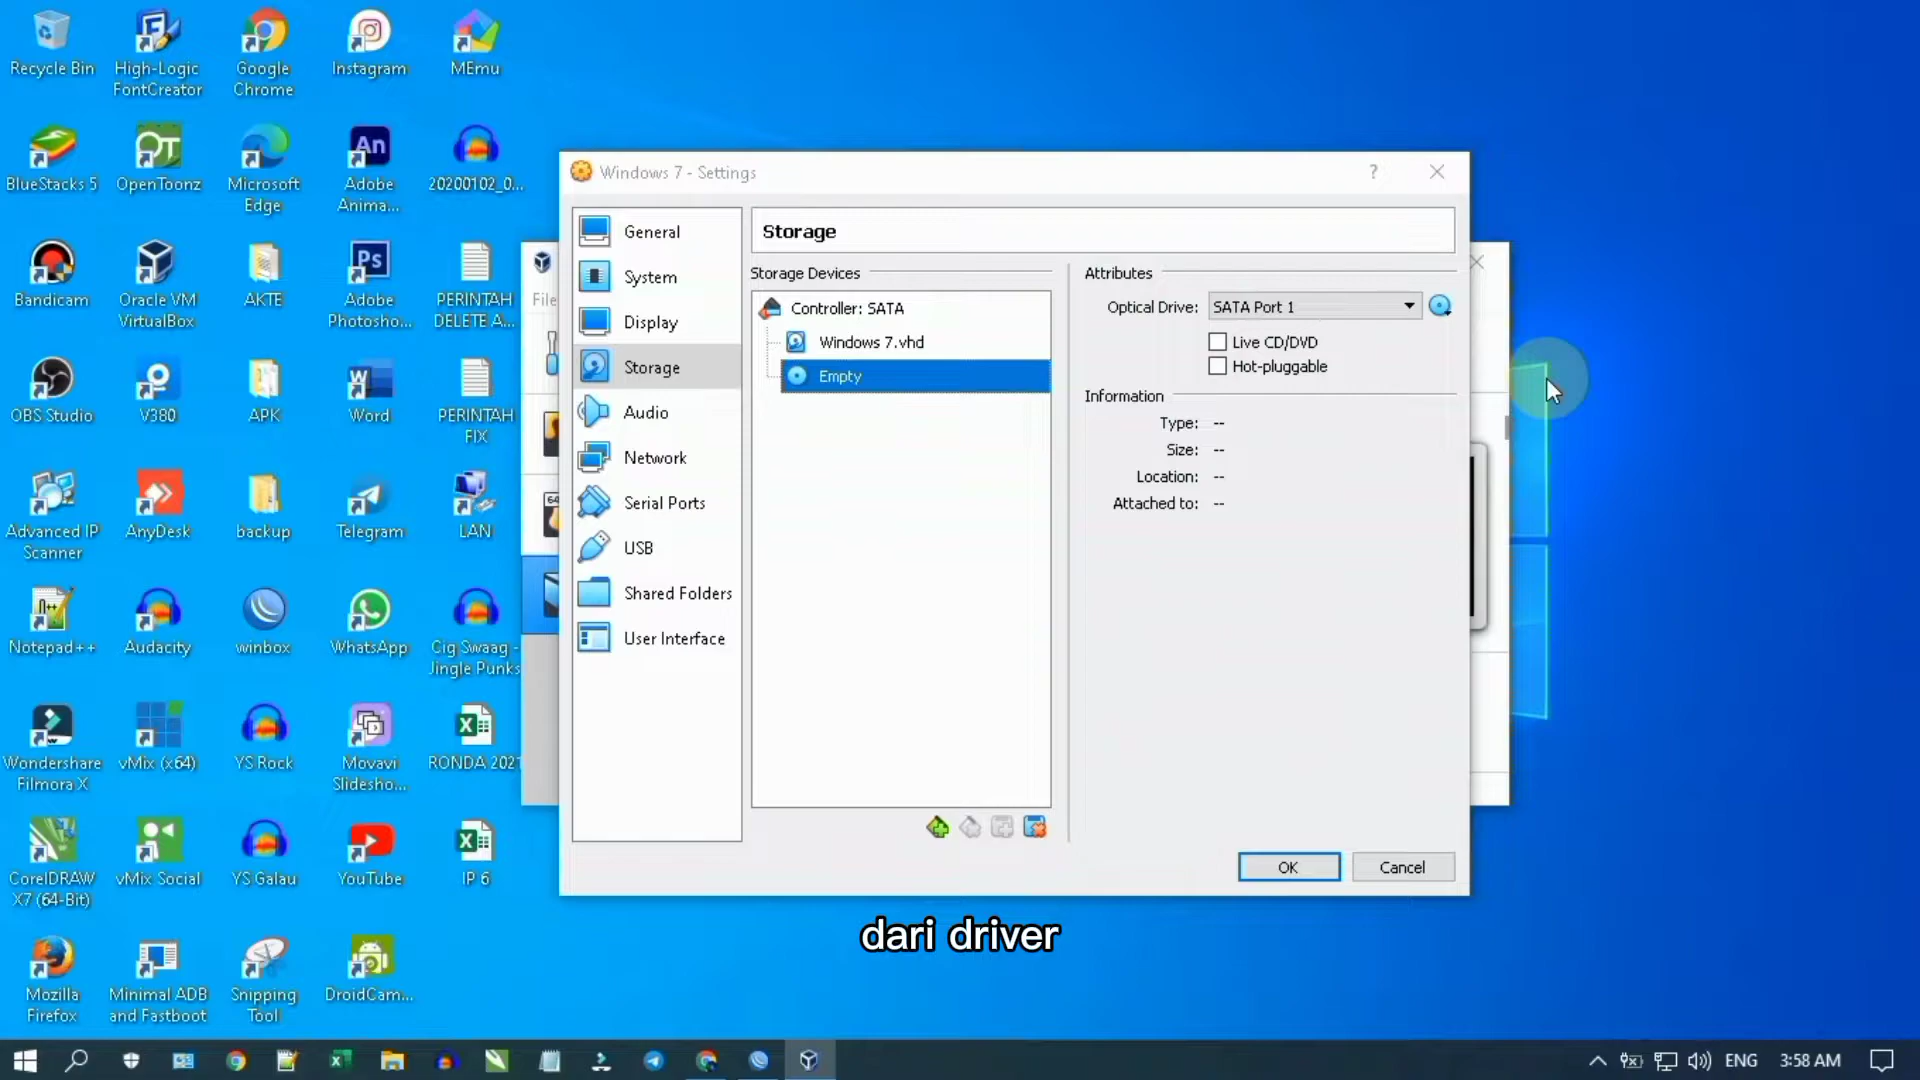 Recycle Bin
High-Logic
FontCreator
Google
Chrome
Instagram
MEmu
BlueStacks 5
OpenToonz
Microsoft
Edge
Adobe
Anima...
20200102_0...
Bandicam
Oracle VM
VirtualBox
AKTE
Adobe
Photosho...
PERINTAH
DELETE A...
OBS Studio
V380
APK
Word
PERINTAH
FIX
Advanced IP
Scanner
AnyDesk
backup
Telegram
LAN
Notepad++
Audacity
winbox
WhatsApp
Cig Swaag -
Jingle Punks
Wondershare
Filmora X
vMix (x64)
YS Rock
Movavi
Slidesho...
RONDA 2021
CorelDRAW
X7 (64-Bit)
vMix Social
YS Galau
YouTube
IP 6
Mozilla
Firefox
Minimal ADB
and Fastboot
Snipping
Tool
DroidCam...
File
Windows 7 - Settings
General
System
Display
Storage
Audio
Network
Serial Ports
USB
Shared Folders
User Interface
Storage
Storage Devices
Controller: SATA
Windows 7.vhd
Empty
Attributes
Optical Drive: SATA Port 1
Live CD/DVD
Hot-pluggable
Information
Type: --
Size: --
Location: --
Attached to: --
OK
Cancel
dari driver
ENG
3:58 AM